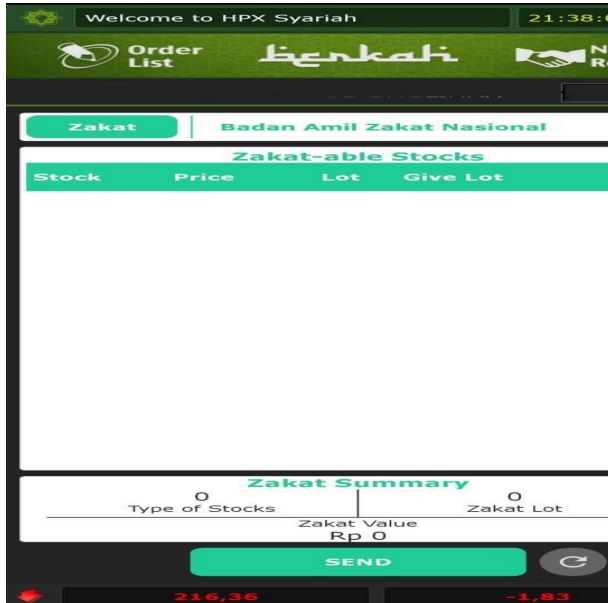 Welcome to HPX Syariah
21:38:
Order List
berkah
N
R
Zakat
Badan Amil Zakat Nasional
Zakat-able Stocks
Stock Price Lot Give Lot
Zakat Summary
0 0
Type of Stocks Zakat Lot
Zakat Value
Rp 0
SEND
216,36 -1,83